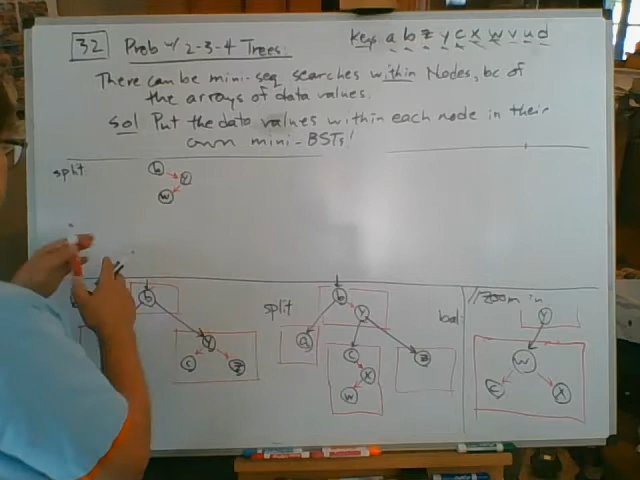 32 Prob w/ 2-3-4 Trees: Keys a b z y c x w v u d
There can be mini-seq searches within Nodes, bc of
the arrays of data values.
Sol Put the data values within each node in their
own mini-BSTs!
split b y w
b y c z
split b y a c x w z
bal:
// Zoom in
y w c x